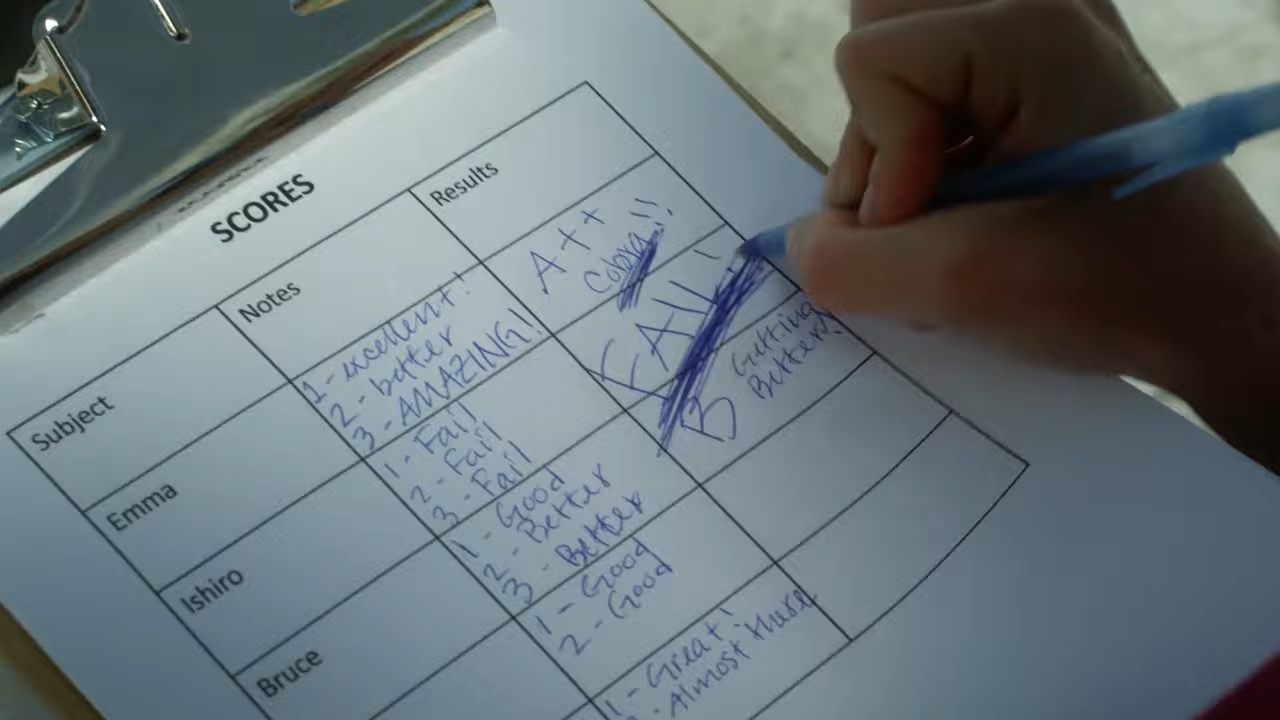 SCORES
Subject
Notes
Results
Emma
1 - excellent!
2 - better
3 - AMAZING!
A++
Cobra!!
Ishiro
1 - Fail
2 - Fail
3 - Fail
FAIL
Bruce
1 - Good
2 - Better
3 - Better
B
Getting
Better!
1 - Good
2 - Good
1 - Great!
- Almost there